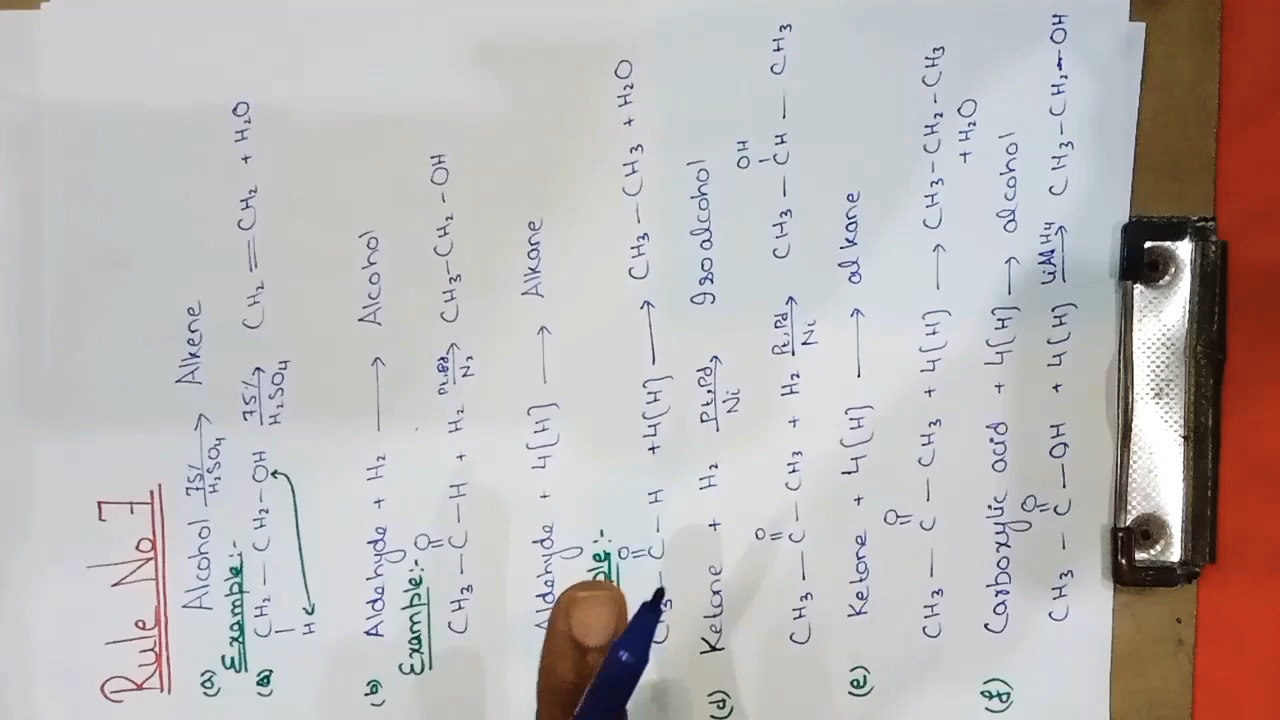 Rule No 7
(a) Alcohol 75% H₂SO₄ → Alkene
Example:-
(a) CH₂ — CH₂ — OH 75% H₂SO₄ → CH₂ = CH₂ + H₂O
H
(b) Aldehyde + H₂ → Alcohol
Example:-
O
CH₃ — C — H + H₂ Pt,Pd Ni → CH₃ — CH₂ — OH
Aldehyde + 4[H] → Alkane
O
CH₃ — C — H + 4[H] → CH₃ — CH₃ + H₂O
(d) Ketone + H₂ Pt,Pd Ni → Isoalcohol
O OH
CH₃ — C — CH₃ + H₂ Pt,Pd Ni → CH₃ — CH — CH₃
(e) Ketone + 4[H] → alkane
O
CH₃ — C — CH₃ + 4[H] → CH₃ — CH₂ — CH₃
+ H₂O
(f) Carboxylic acid + 4[H] → alcohol
O
CH₃ — C — OH + 4[H] LiAlH4 → CH₃ — CH₂ — OH